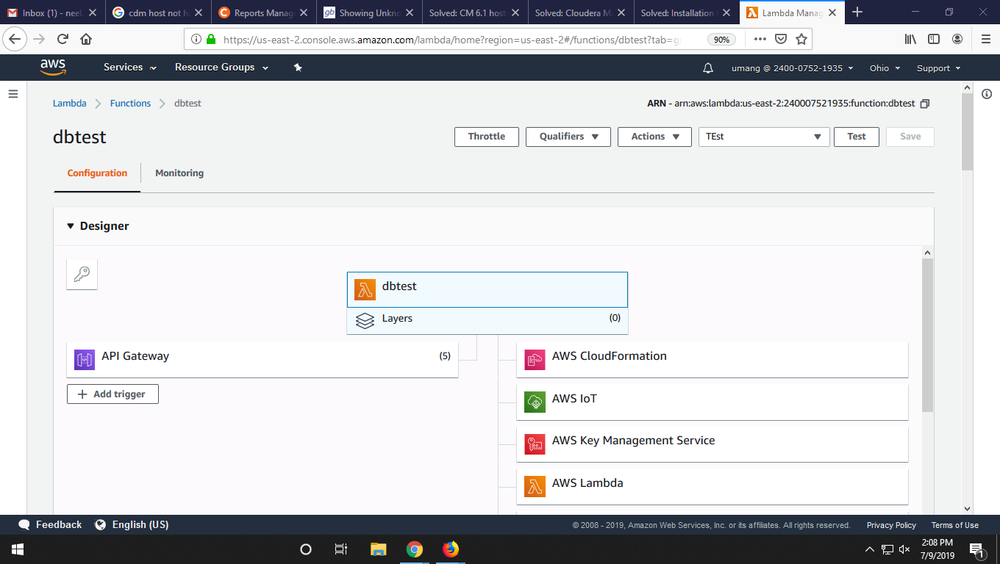 Inbox (1) - neel.
cdm host not h
Reports Manag
Showing Unkno
Solved: CM 6.1 host
Solved: Cloudera M
Solved: Installation
Lambda Manag
https://us-east-2.console.aws.amazon.com/lambda/home?region=us-east-2#/functions/dbtest?tab=g
90%
aws
Services
Resource Groups
umang @ 2400-0752-1935
Ohio
Support
Lambda
Functions
dbtest
ARN - arn:aws:lambda:us-east-2:240007521935:function:dbtest
dbtest
Throttle
Qualifiers
Actions
TEst
Test
Save
Configuration
Monitoring
Designer
dbtest
Layers
(0)
API Gateway
(5)
Add trigger
AWS CloudFormation
AWS IoT
AWS Key Management Service
AWS Lambda
Feedback
English (US)
© 2008 - 2019, Amazon Web Services, Inc. or its affiliates. All rights reserved.
Privacy Policy
Terms of Use
2:08 PM
7/9/2019
1